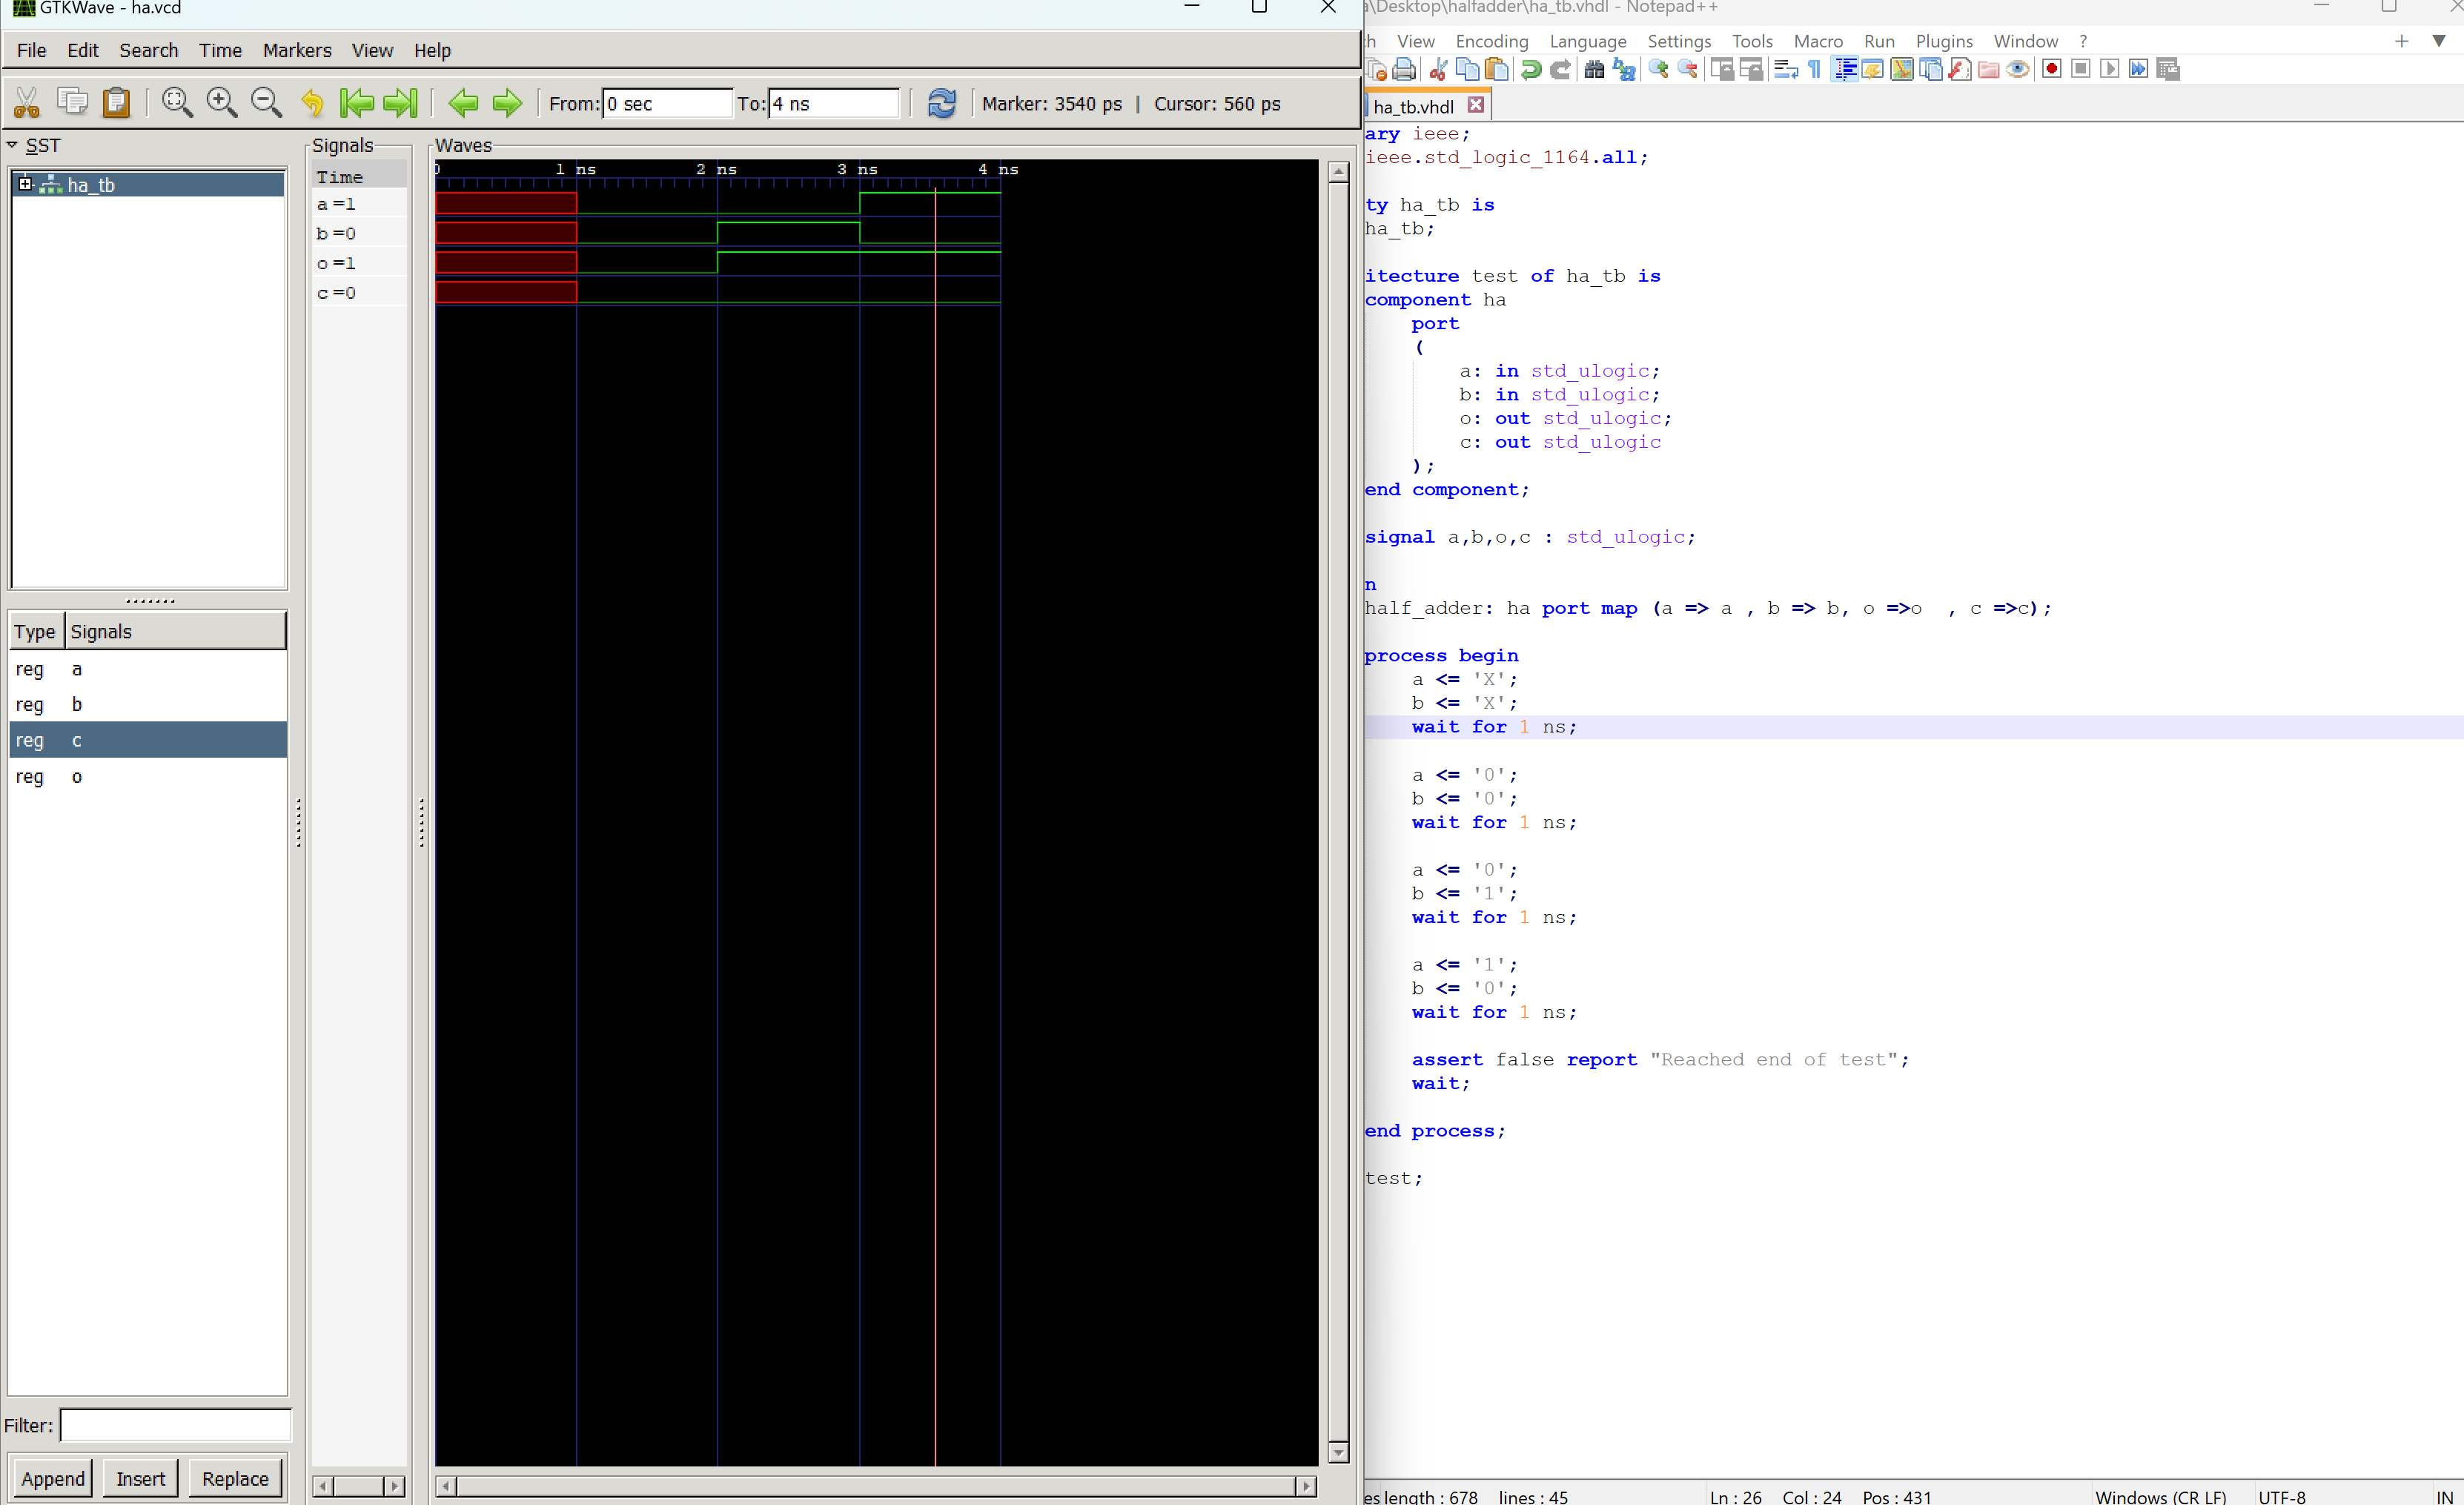 GTKWave - ha.vcd
File Edit Search Time Markers View Help
From: 0 sec To: 4 ns Marker: 3540 ps | Cursor: 560 ps
SST
ha_tb
Type Signals
reg a
reg b
reg c
reg o
Filter:
Append Insert Replace
Signals
Time
a =1
b =0
o =1
c =0
Waves
0 1 ns 2 ns 3 ns 4 ns
\Desktop\halfadder\ha_tb.vhdl - Notepad++
View Encoding Language Settings Tools Macro Run Plugins Window ?
ha_tb.vhdl
ary ieee;
ieee.std_logic_1164.all;
ty ha_tb is
ha_tb;
itecture test of ha_tb is
component ha
port
(
a: in std_ulogic;
b: in std_ulogic;
o: out std_ulogic;
c: out std_ulogic
);
end component;
signal a,b,o,c : std_ulogic;
n
half_adder: ha port map (a => a , b => b, o =>o , c =>c);
process begin
a <= 'X';
b <= 'X';
wait for 1 ns;
a <= '0';
b <= '0';
wait for 1 ns;
a <= '0';
b <= '1';
wait for 1 ns;
a <= '1';
b <= '0';
wait for 1 ns;
assert false report "Reached end of test";
wait;
end process;
test;
length : 678 lines : 45 Ln : 26 Col : 24 Pos : 431 Windows (CR LF) UTF-8 IN